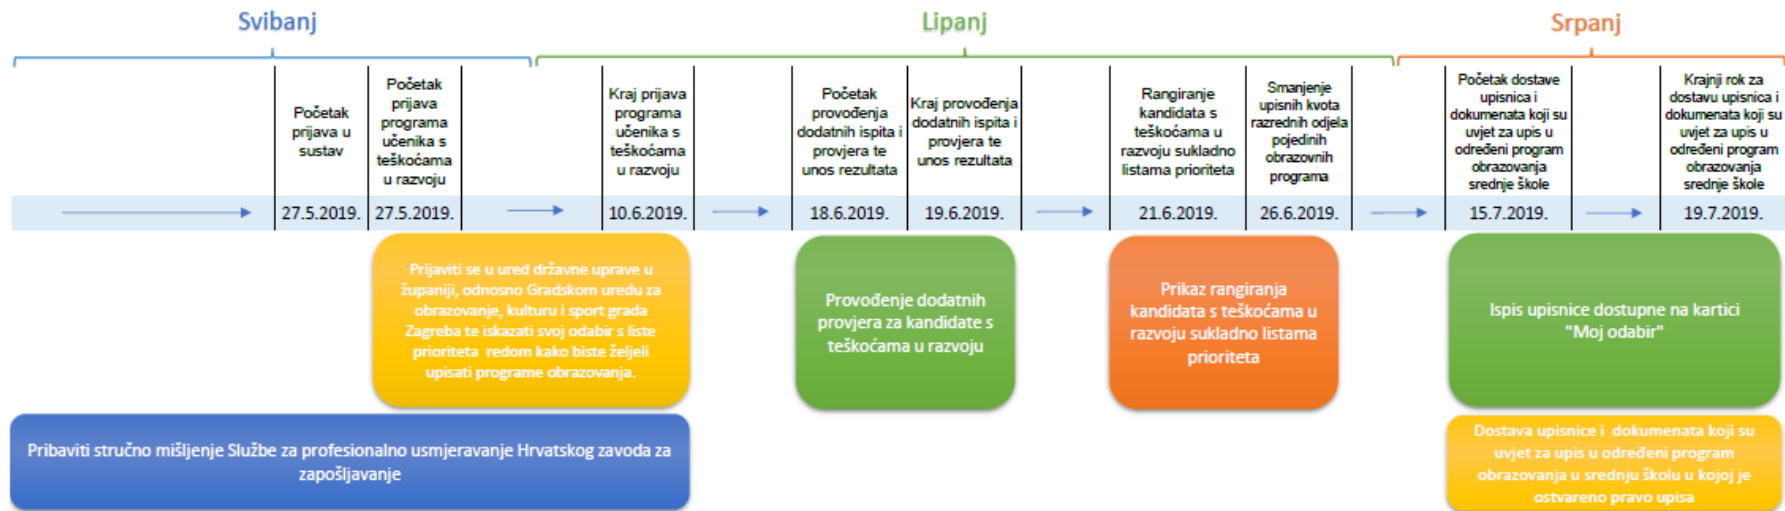 Svibanj
Lipanj
Srpanj
Početak
prijava u
sustav
Početak
prijava
programa
učenika s
teškoćama
u razvoju
Kraj prijava
programa
učenika s
teškoćama
u razvoju
Početak
provođenja
dodatnih ispita i
provjera te
unos rezultata
Kraj provođenja
dodatnih ispita i
provjera te
unos rezultata
Rangiranje
kandidata s
teškoćama u
razvoju sukladno
listama prioriteta
Smanjenje
upisnih kvota
razrednih odjela
pojedinih
obrazovnih
programa
Početak dostave
upisnica i
dokumenata koji su
uvjet za upis u
određeni program
obrazovanja
srednje škole
Krajnji rok za
dostavu upisnica i
dokumenata koji su
uvjet za upis u
određeni program
obrazovanja
srednje škole
27.5.2019.
27.5.2019.
10.6.2019.
18.6.2019.
19.6.2019.
21.6.2019.
26.6.2019.
15.7.2019.
19.7.2019.
Prijaviti se u ured državne uprave u
županiji, odnosno Gradskom uredu za
obrazovanje, kulturu i sport grada
Zagreba te iskazati svoj odabir s liste
prioriteta redom kako biste željeli
upisati programe obrazovanja.
Provođenje dodatnih
provjera za kandidate s
teškoćama u razvoju
Prikaz rangiranja
kandidata s teškoćama u
razvoju sukladno listama
prioriteta
Ispis upisnice dostupne na kartici
"Moj odabir"
Pribaviti stručno mišljenje Službe za profesionalno usmjeravanje Hrvatskog zavoda za
zapošljavanje
Dostava upisnice i dokumenata koji su
uvjet za upis u određeni program
obrazovanja u srednju školu u kojoj je
ostvareno pravo upisa